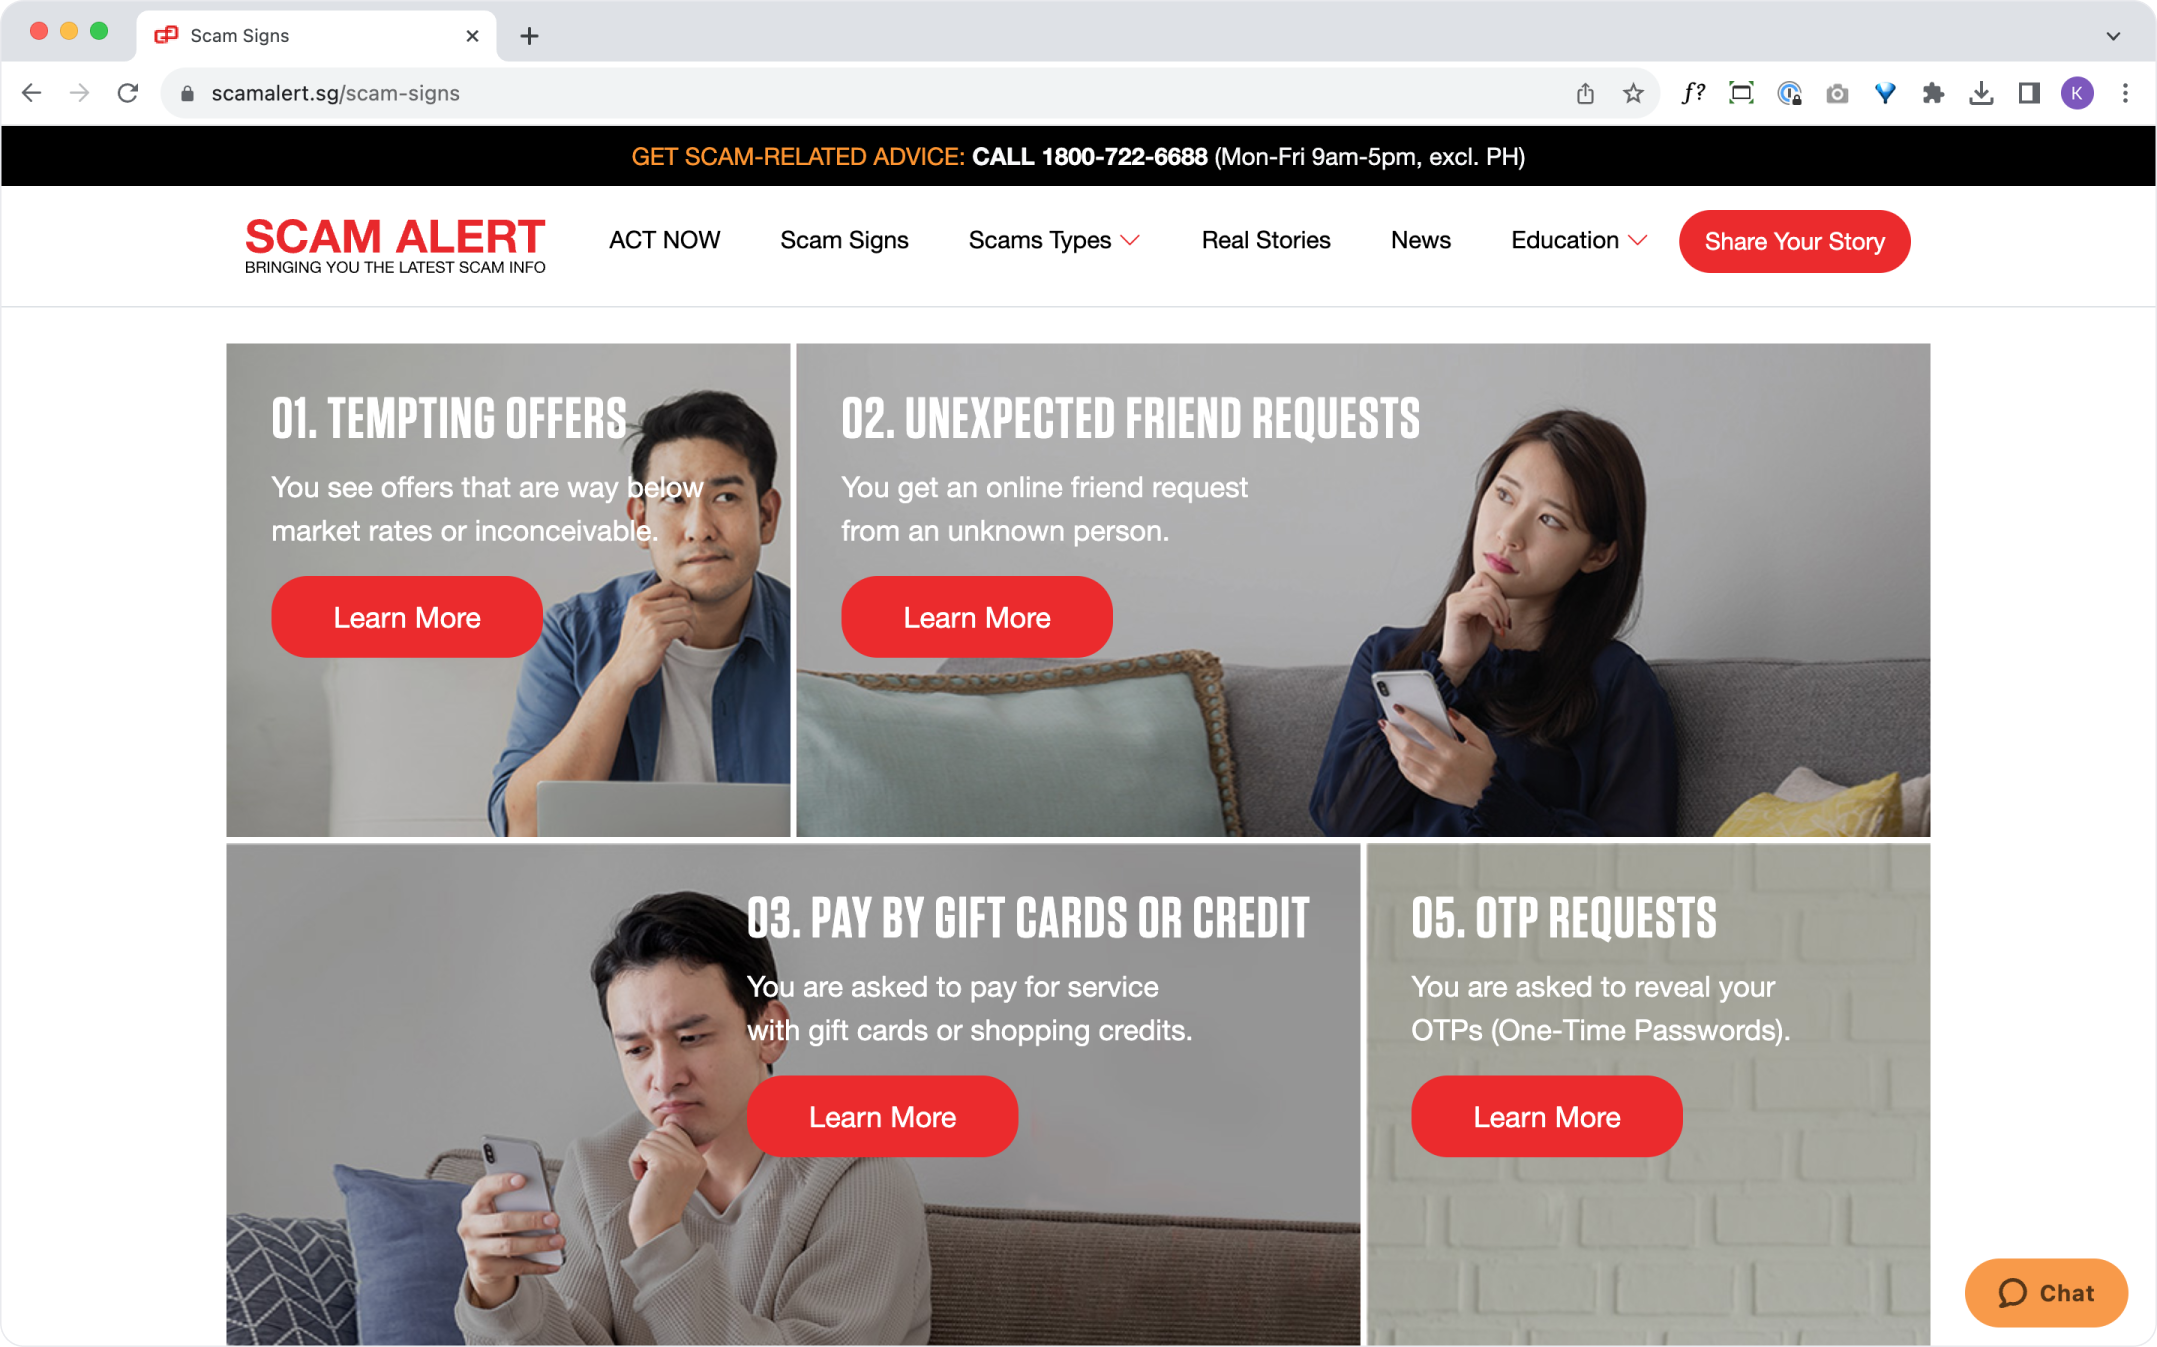 Scam Signs
scamalert.sg/scam-signs
f?
K
GET SCAM-RELATED ADVICE: CALL 1800-722-6688 (Mon-Fri 9am-5pm, excl. PH)
SCAM ALERT
BRINGING YOU THE LATEST SCAM INFO
ACT NOW
Scam Signs
Scams Types
Real Stories
News
Education
Share Your Story
01. TEMPTING OFFERS
You see offers that are way below
market rates or inconceivable.
Learn More
02. UNEXPECTED FRIEND REQUESTS
You get an online friend request
from an unknown person.
Learn More
03. PAY BY GIFT CARDS OR CREDIT
You are asked to pay for service
with gift cards or shopping credits.
Learn More
05. OTP REQUESTS
You are asked to reveal your
OTPs (One-Time Passwords).
Learn More
Chat